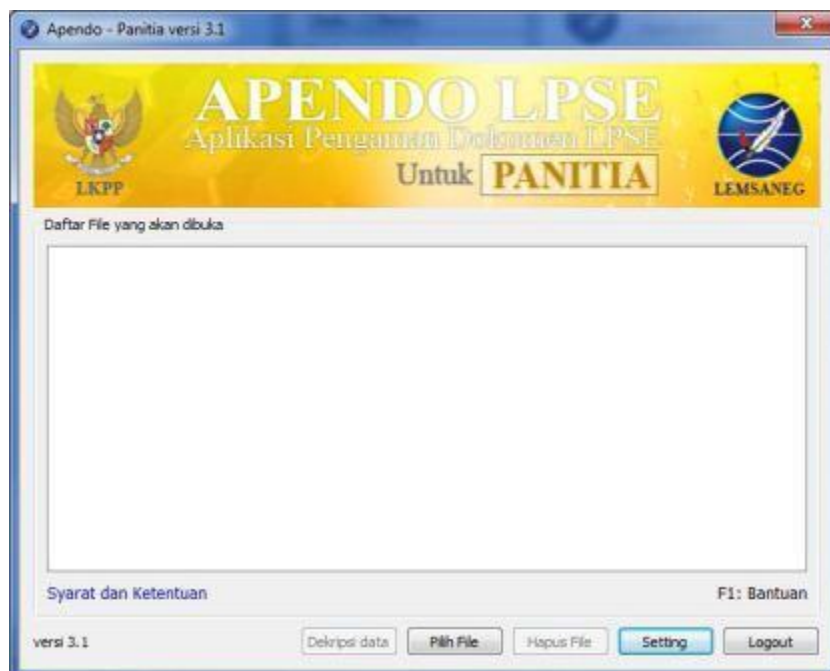 Apendo - Panitia versi 3.1
APENDO LPSE
Aplikasi Pengaman Dokumen LPSE
Untuk PANITIA
LKPP
LEMSANEG
Daftar File yang akan dibuka
Syarat dan Ketentuan
F1: Bantuan
versi 3.1
Dekripsi data
Pilih File
Hapus File
Setting
Logout